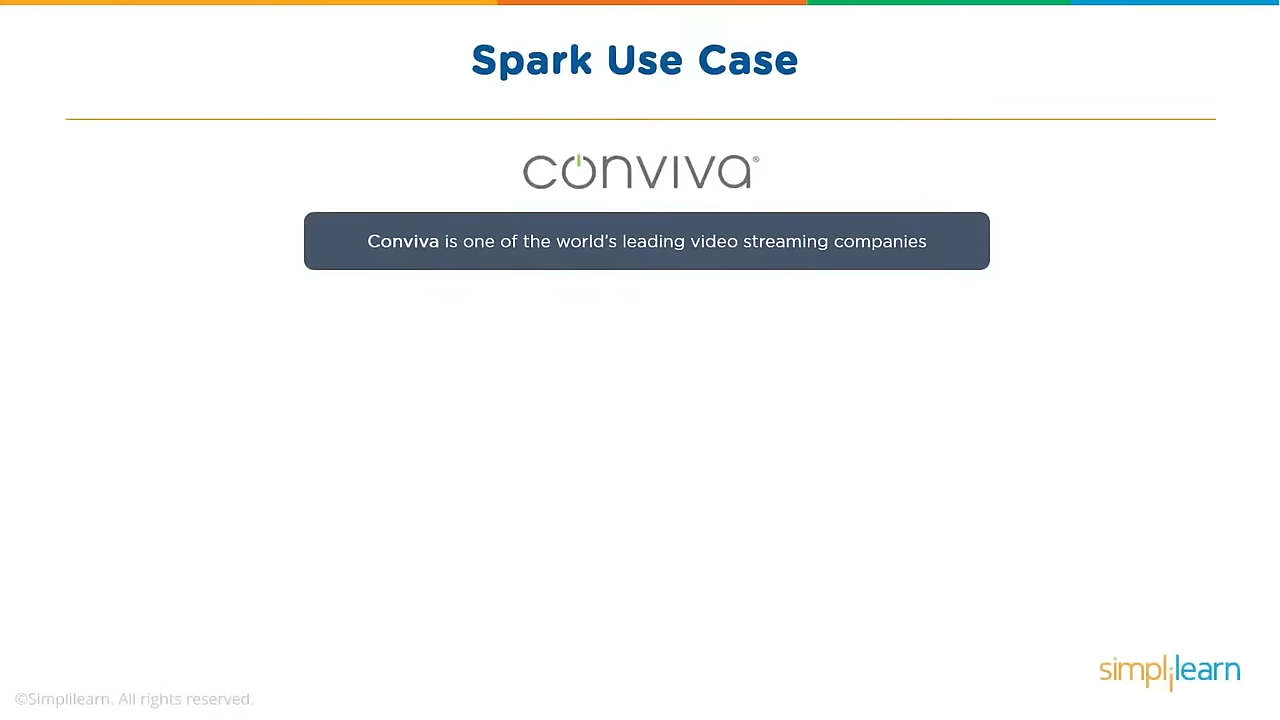 Spark Use Case
conviva®
Conviva is one of the world's leading video streaming companies
simplilearn
©Simplilearn. All rights reserved.